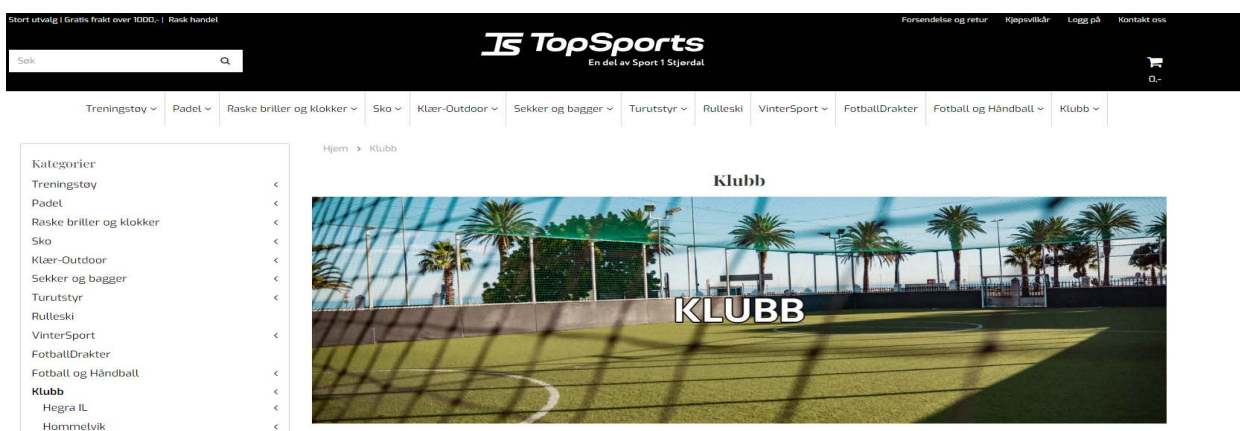 Stort utvalg | Gratis frakt over 1000,- | Rask handel
Forsendelse og retur Kjøpsvilkår Logg på Kontakt oss
Søk
TS TopSports
En del av Sport 1 Stjørdal
0,-
Treningstøy Padel Raske briller og klokker Sko Klær-Outdoor Sekker og bagger Turutstyr Rulleski VinterSport FotballDrakter Fotball og Håndball Klubb
Hjem > Klubb
Kategorier
Treningstøy
Padel
Raske briller og klokker
Sko
Klær-Outdoor
Sekker og bagger
Turutstyr
Rulleski
VinterSport
FotballDrakter
Fotball og Håndball
Klubb
Hegra IL
Hommelvik
Klubb
KLUBB